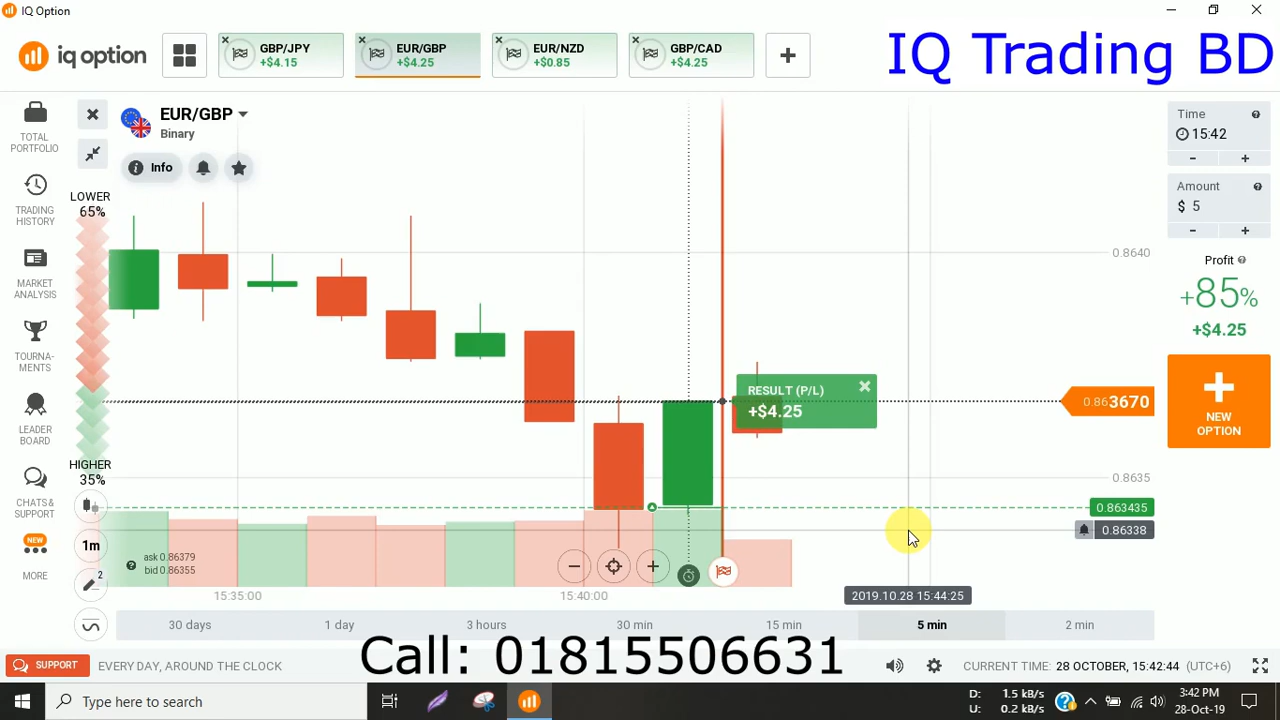 IQ Option
iq option
GBP/JPY
+$4.15
EUR/GBP
+$4.25
EUR/NZD
+$0.85
GBP/CAD
+$4.25
IQ Trading BD
TOTAL
PORTFOLIO
TRADING
HISTORY
MARKET
ANALYSIS
TOURNA-
MENTS
LEADER
BOARD
CHATS &
SUPPORT
NEW
MORE
EUR/GBP
Binary
Info
LOWER
65%
HIGHER
35%
1m
2
ask 0.86379
bid 0.86355
RESULT (P/L)
+$4.25
0.8640
0.863670
0.8635
0.863435
0.86338
2019.10.28 15:44:25
15:35:00
15:40:00
Time
15:42
Amount
$ 5
Profit
+85%
+$4.25
NEW
OPTION
30 days
1 day
3 hours
30 min
15 min
5 min
2 min
Call: 01815506631
SUPPORT
EVERY DAY, AROUND THE CLOCK
CURRENT TIME: 28 OCTOBER, 15:42:44 (UTC+6)
Type here to search
D: 1.5 kB/s
U: 0.2 kB/s
3:42 PM
28-Oct-19